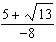 (5 + √13) / −8